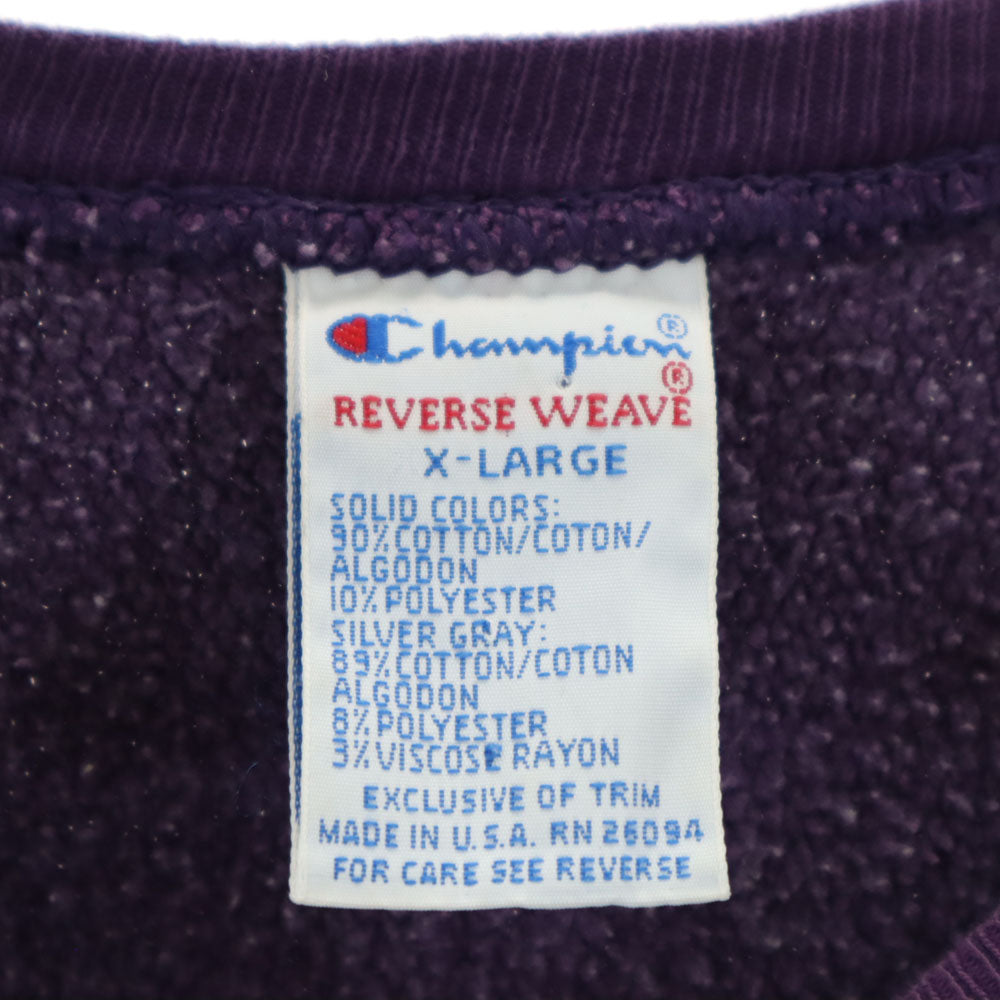 Champion®
REVERSE WEAVE®
X-LARGE
SOLID COLORS:
90% COTTON/COTON/
ALGODON
10% POLYESTER
SILVER GRAY:
89% COTTON/COTON
ALGODON
8% POLYESTER
3% VISCOSE RAYON
EXCLUSIVE OF TRIM
MADE IN U.S.A. RN 26094
FOR CARE SEE REVERSE